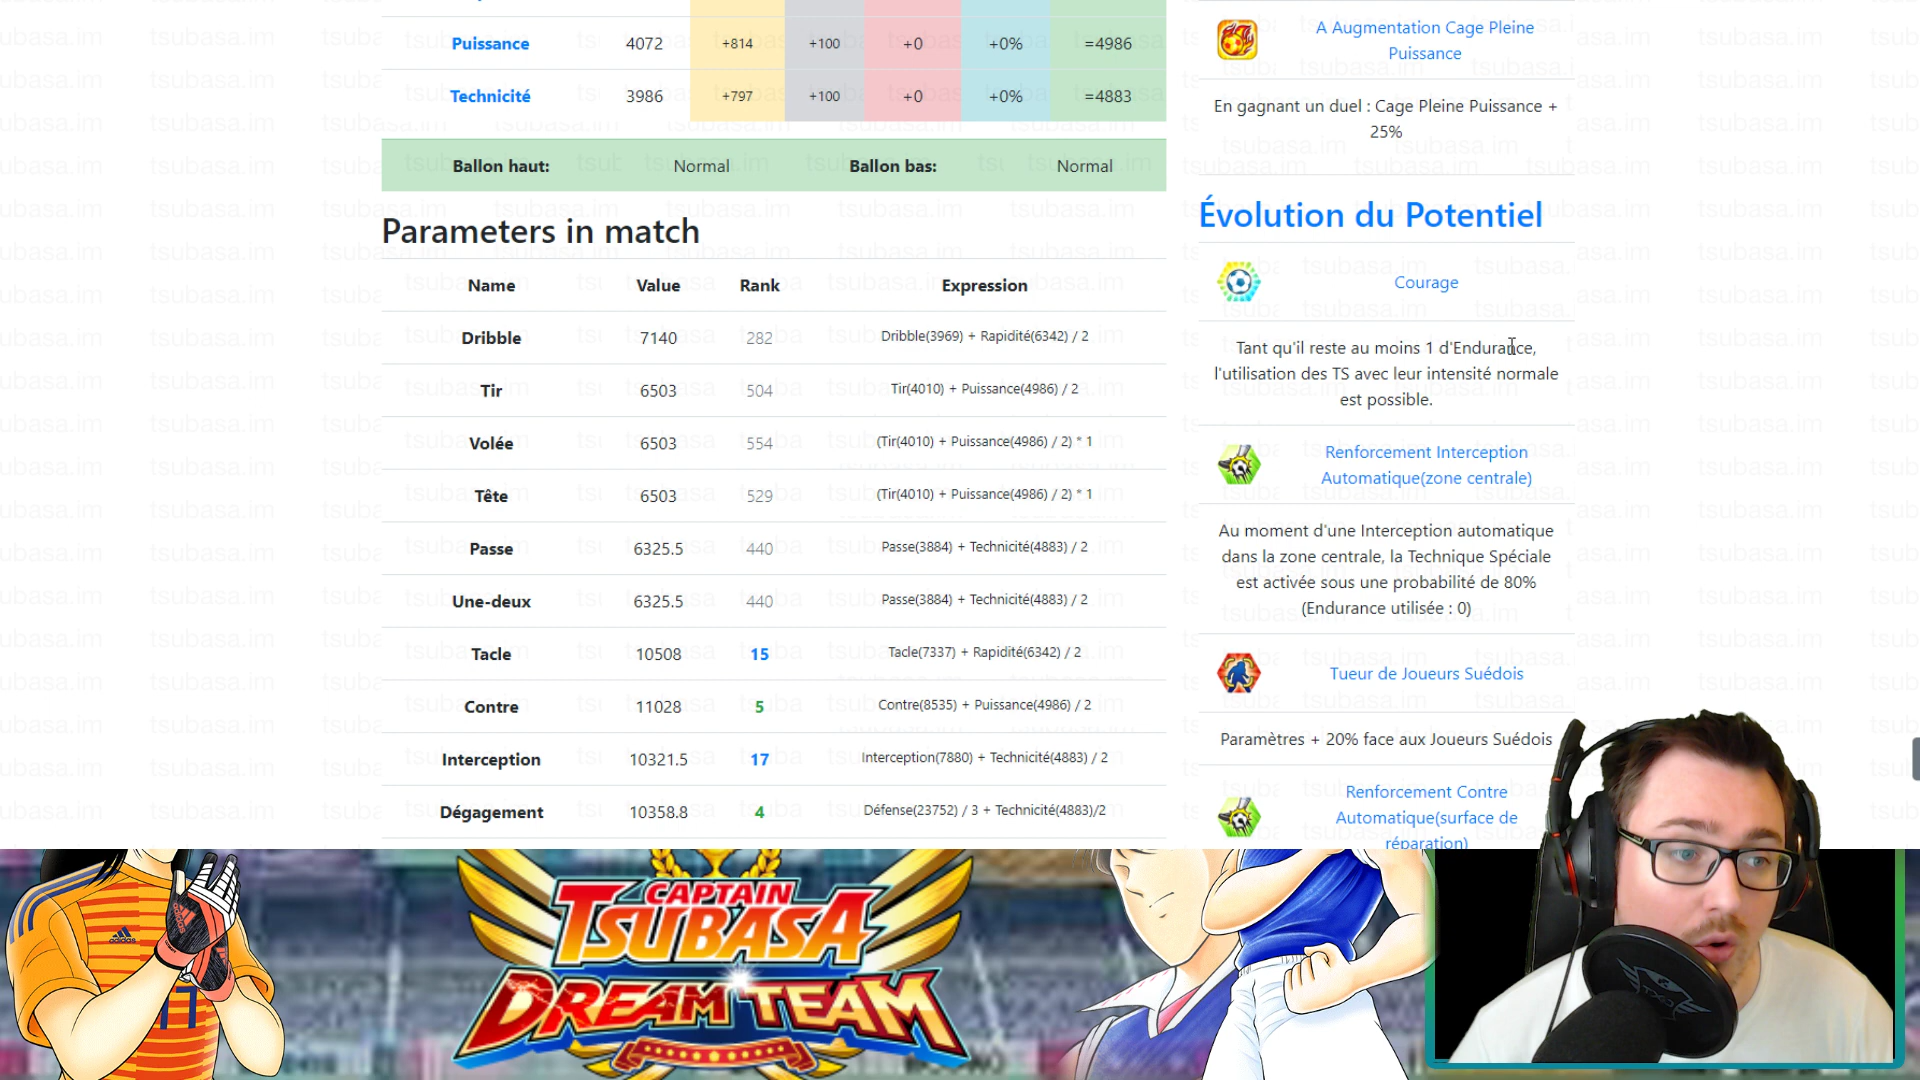 Puissance 4072 +814 +100 +0 +0% =4986
Technicité 3986 +797 +100 +0 +0% =4883
Ballon haut: Normal Ballon bas: Normal
Parameters in match
Name Value Rank Expression
Dribble 7140 282 Dribble(3969) + Rapidité(6342) / 2
Tir 6503 504 Tir(4010) + Puissance(4986) / 2
Volée 6503 554 (Tir(4010) + Puissance(4986) / 2) * 1
Tête 6503 529 (Tir(4010) + Puissance(4986) / 2) * 1
Passe 6325.5 440 Passe(3884) + Technicité(4883) / 2
Une-deux 6325.5 440 Passe(3884) + Technicité(4883) / 2
Tacle 10508 15 Tacle(7337) + Rapidité(6342) / 2
Contre 11028 5 Contre(8535) + Puissance(4986) / 2
Interception 10321.5 17 Interception(7880) + Technicité(4883) / 2
Dégagement 10358.8 4 Défense(23752) / 3 + Technicité(4883)/2
A Augmentation Cage Pleine
Puissance
En gagnant un duel : Cage Pleine Puissance +
25%
Évolution du Potentiel
Courage
Tant qu'il reste au moins 1 d'Endurance,
l'utilisation des TS avec leur intensité normale
est possible.
Renforcement Interception
Automatique(zone centrale)
Au moment d'une Interception automatique
dans la zone centrale, la Technique Spéciale
est activée sous une probabilité de 80%
(Endurance utilisée : 0)
Tueur de Joueurs Suédois
Paramètres + 20% face aux Joueurs Suédois
Renforcement Contre
Automatique(surface de
réparation)
adidas
CAPTAIN
TSUBASA
DREAM TEAM